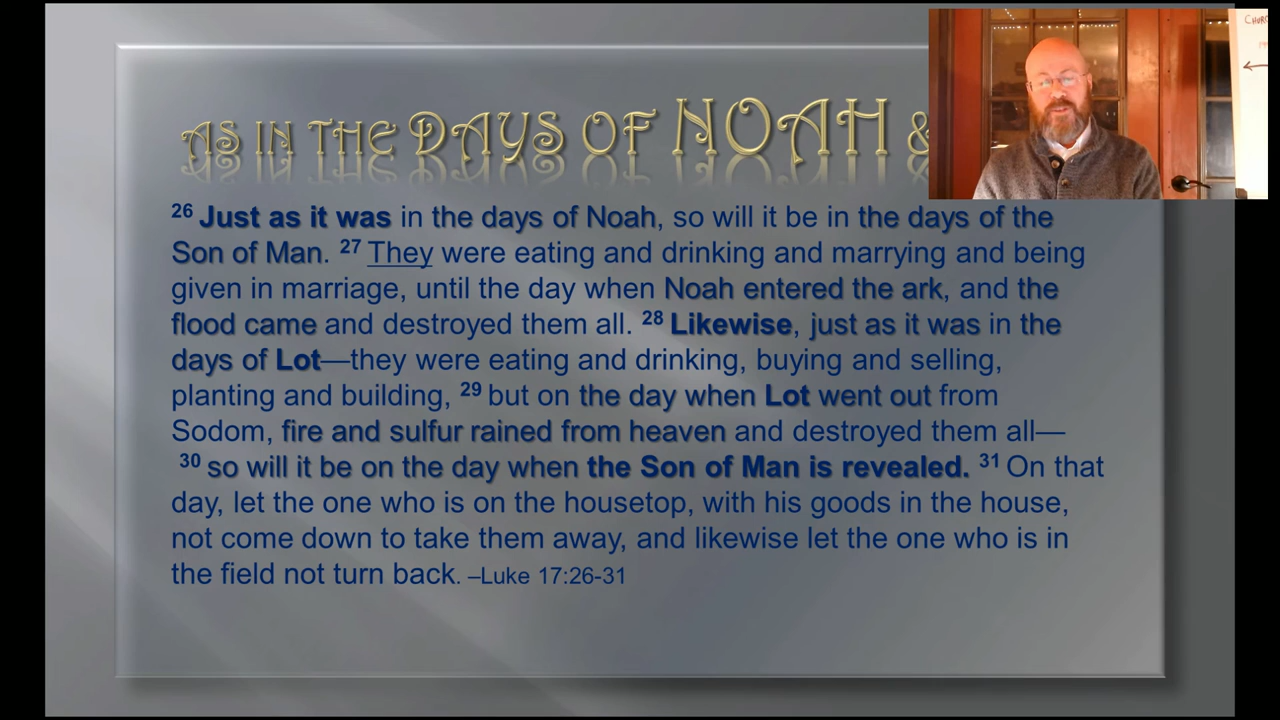 AS IN THE DAYS OF NOAH &
26 Just as it was in the days of Noah, so will it be in the days of the
Son of Man. 27 They were eating and drinking and marrying and being
given in marriage, until the day when Noah entered the ark, and the
flood came and destroyed them all. 28 Likewise, just as it was in the
days of Lot—they were eating and drinking, buying and selling,
planting and building, 29 but on the day when Lot went out from
Sodom, fire and sulfur rained from heaven and destroyed them all—
30 so will it be on the day when the Son of Man is revealed. 31 On that
day, let the one who is on the housetop, with his goods in the house,
not come down to take them away, and likewise let the one who is in
the field not turn back. –Luke 17:26-31